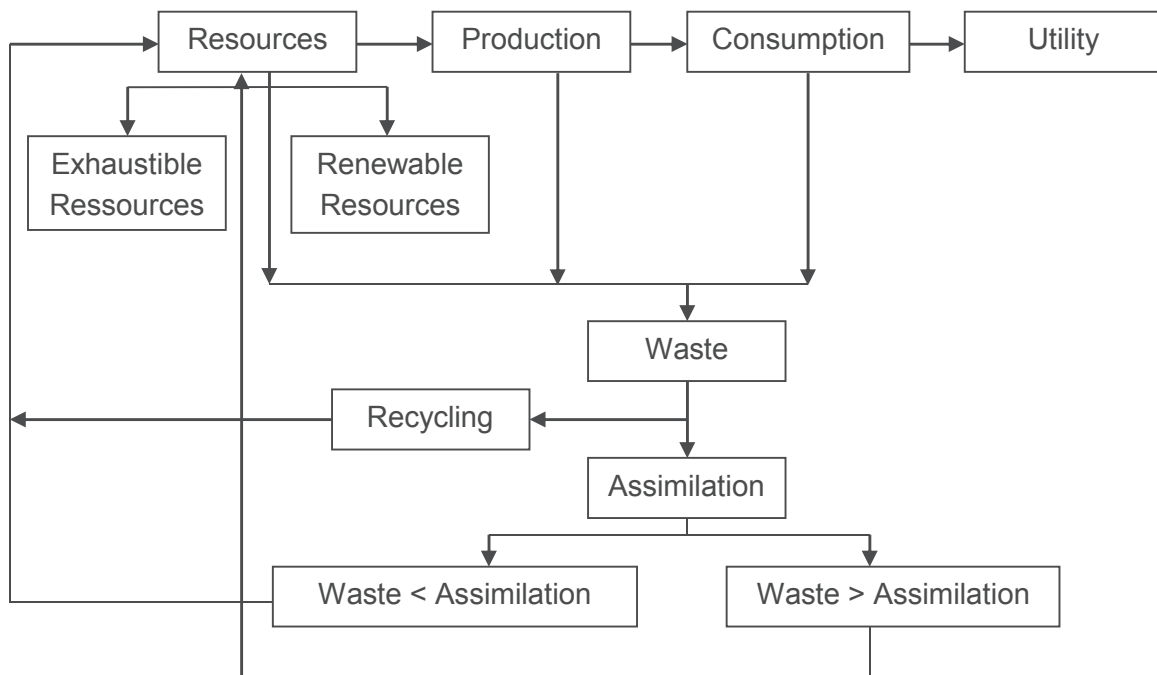 Resources
Production
Consumption
Utility
Exhaustible
Ressources
Renewable
Resources
Waste
Recycling
Assimilation
Waste < Assimilation
Waste > Assimilation